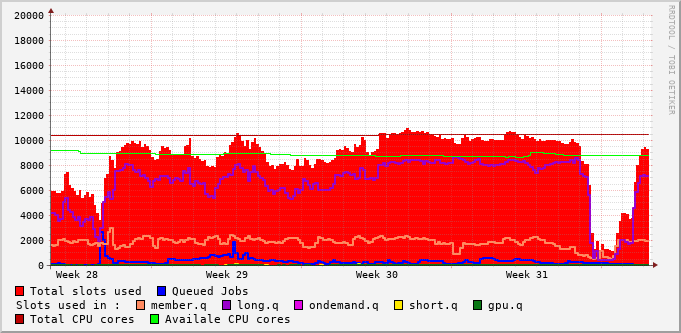 RRDTOOL / TOBI OETIKER
20000
18000
16000
14000
12000
10000
8000
6000
4000
2000
0
Week 28 Week 29 Week 30 Week 31
Total slots used Queued Jobs
Slots used in : member.q long.q ondemand.q short.q gpu.q
Total CPU cores Availale CPU cores